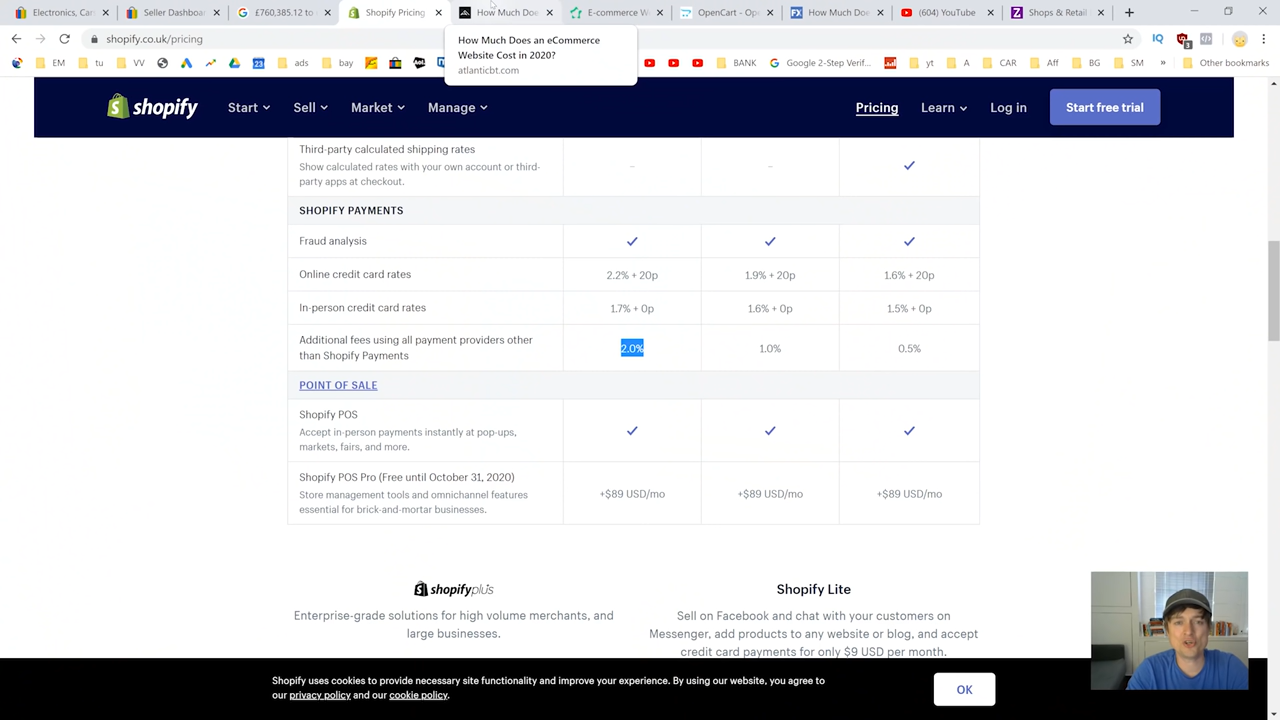 Electronics, Car
Seller Dashboar
£760,385.12 to
Shopify Pricing
How Much Does
E-commerce We
OpenCart - Ope
How Much Doe
(604) YouTube
Shops & Retail
shopify.co.uk/pricing
How Much Does an eCommerce
Website Cost in 2020?
atlanticbt.com
EM
tu
VV
ads
bay
BANK
Google 2-Step Verif...
yt
A
CAR
Aff
BG
SM
Other bookmarks
shopify
Start
Sell
Market
Manage
Pricing
Learn
Log in
Start free trial
Third-party calculated shipping rates
Show calculated rates with your own account or third-
party apps at checkout.
–
–
SHOPIFY PAYMENTS
Fraud analysis
Online credit card rates
2.2% + 20p
1.9% + 20p
1.6% + 20p
In-person credit card rates
1.7% + 0p
1.6% + 0p
1.5% + 0p
Additional fees using all payment providers other
than Shopify Payments
2.0%
1.0%
0.5%
POINT OF SALE
Shopify POS
Accept in-person payments instantly at pop-ups,
markets, fairs, and more.
Shopify POS Pro (Free until October 31, 2020)
Store management tools and omnichannel features
essential for brick-and-mortar businesses.
+$89 USD/mo
+$89 USD/mo
+$89 USD/mo
shopifyplus
Enterprise-grade solutions for high volume merchants, and
large businesses.
Shopify Lite
Sell on Facebook and chat with your customers on
Messenger, add products to any website or blog, and accept
credit card payments for only $9 USD per month.
Shopify uses cookies to provide necessary site functionality and improve your experience. By using our website, you agree to
our privacy policy and our cookie policy.
OK